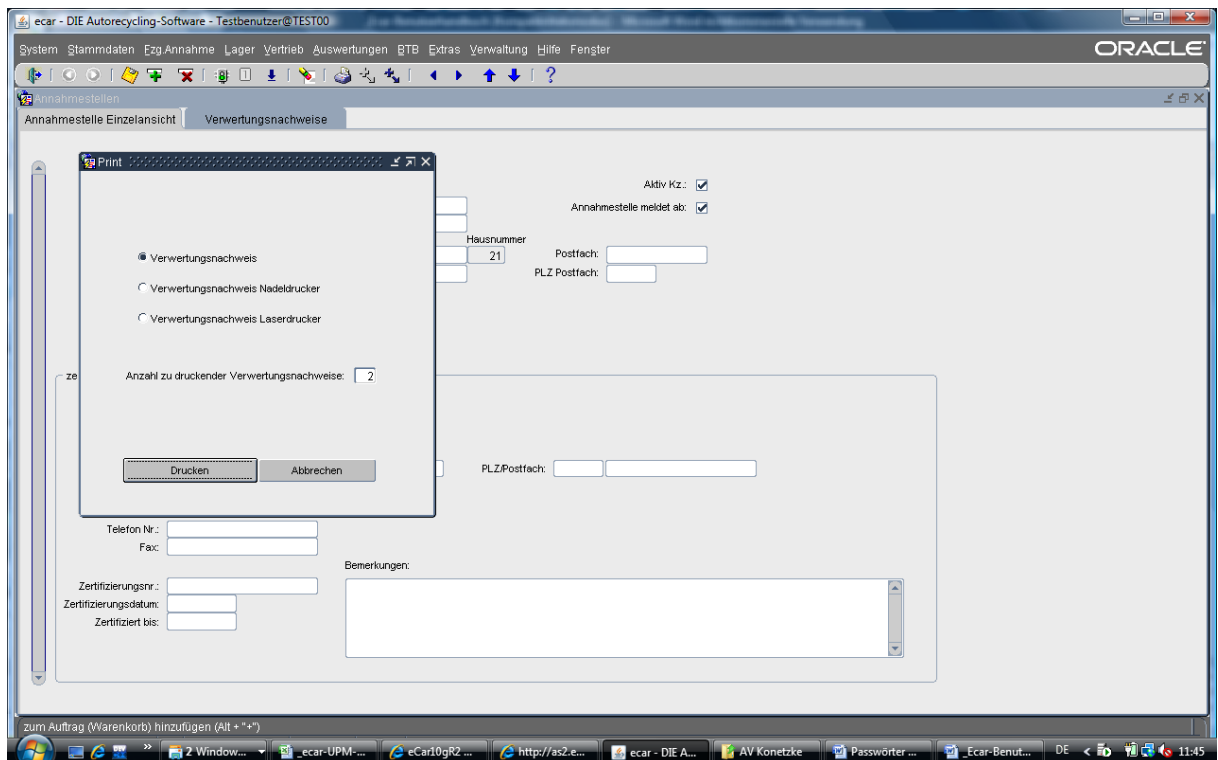 ecar - DIE Autorecycling-Software - Testbenutzer@TEST00
System Stammdaten Fzg.Annahme Lager Vertrieb Auswertungen BTB Extras Verwaltung Hilfe Fenster
ORACLE
Annahmestellen
Annahmestelle Einzelansicht Verwertungsnachweise
Print
Aktiv Kz.:
Annahmestelle meldet ab:
Hausnummer
21 Postfach:
PLZ Postfach:
Verwertungsnachweis
Verwertungsnachweis Nadeldrucker
Verwertungsnachweis Laserdrucker
ze
Anzahl zu druckender Verwertungsnachweise: 2
Drucken Abbrechen
PLZ/Postfach:
Telefon Nr.:
Fax:
Bemerkungen:
Zertifizierungsnr.:
Zertifizierungsdatum:
Zertifiziert bis:
zum Auftrag (Warenkorb) hinzufügen (Alt + "+")
» 2 Window... _ecar-UPM-... eCar10gR2 ... http://as2.e... ecar - DIE A... AV Konetzke Passwörter ... _Ecar-Benut... DE < 11:45